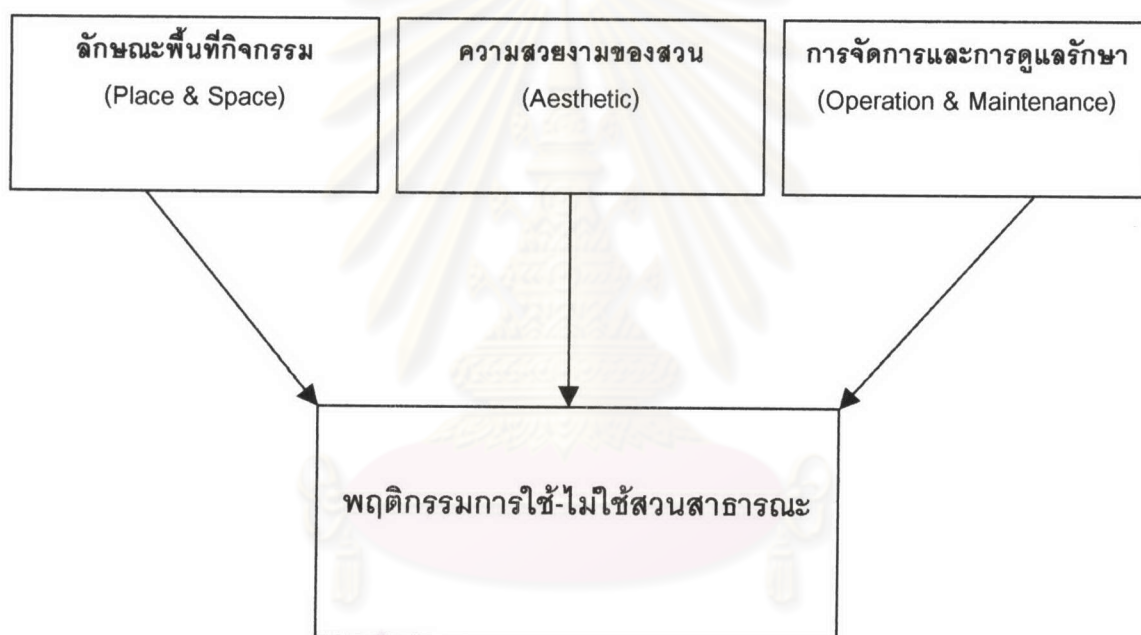 ลักษณะพื้นที่กิจกรรม
(Place & Space)
ความสวยงามของสวน
(Aesthetic)
การจัดการและการดูแลรักษา
(Operation & Maintenance)
พฤติกรรมการใช้-ไม่ใช้สวนสาธารณะ